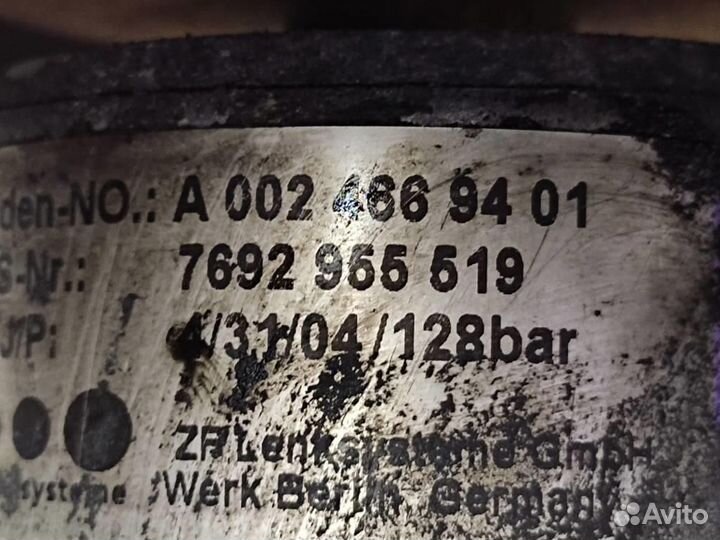 den-NO.: A 002 466 94 01
S-Nr.: 7692 955 519
J/P: 4/31/04/128bar
ZF Lenksysteme GmbH
systeme Werk Berlin, Germany
Avito